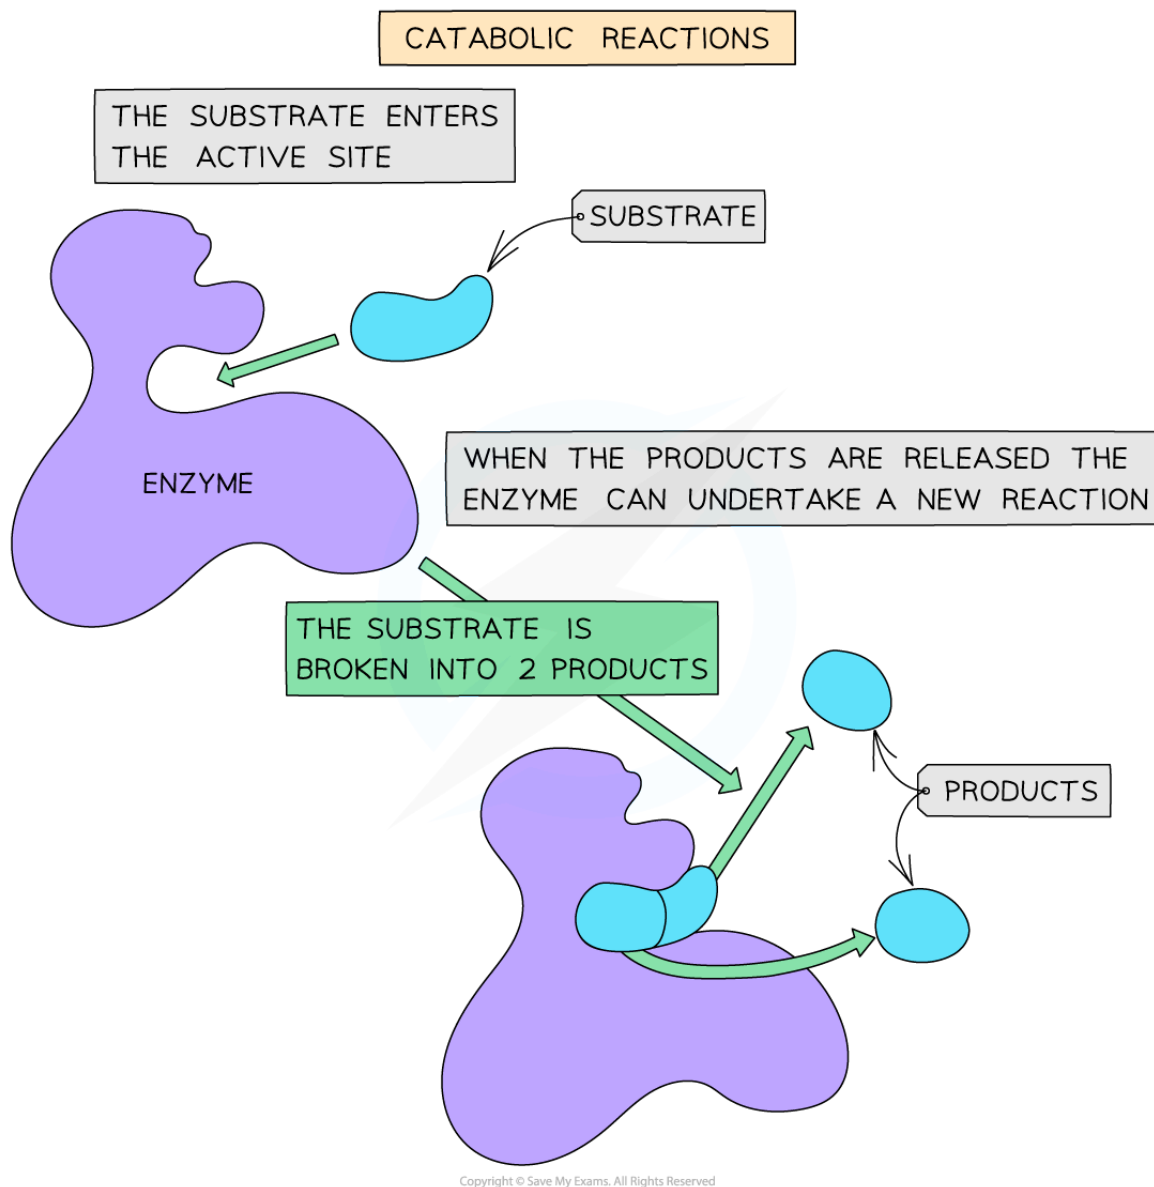 CATABOLIC REACTIONS
THE SUBSTRATE ENTERS
THE ACTIVE SITE
SUBSTRATE
ENZYME
WHEN THE PRODUCTS ARE RELEASED THE
ENZYME CAN UNDERTAKE A NEW REACTION
THE SUBSTRATE IS
BROKEN INTO 2 PRODUCTS
PRODUCTS
Copyright © Save My Exams. All Rights Reserved